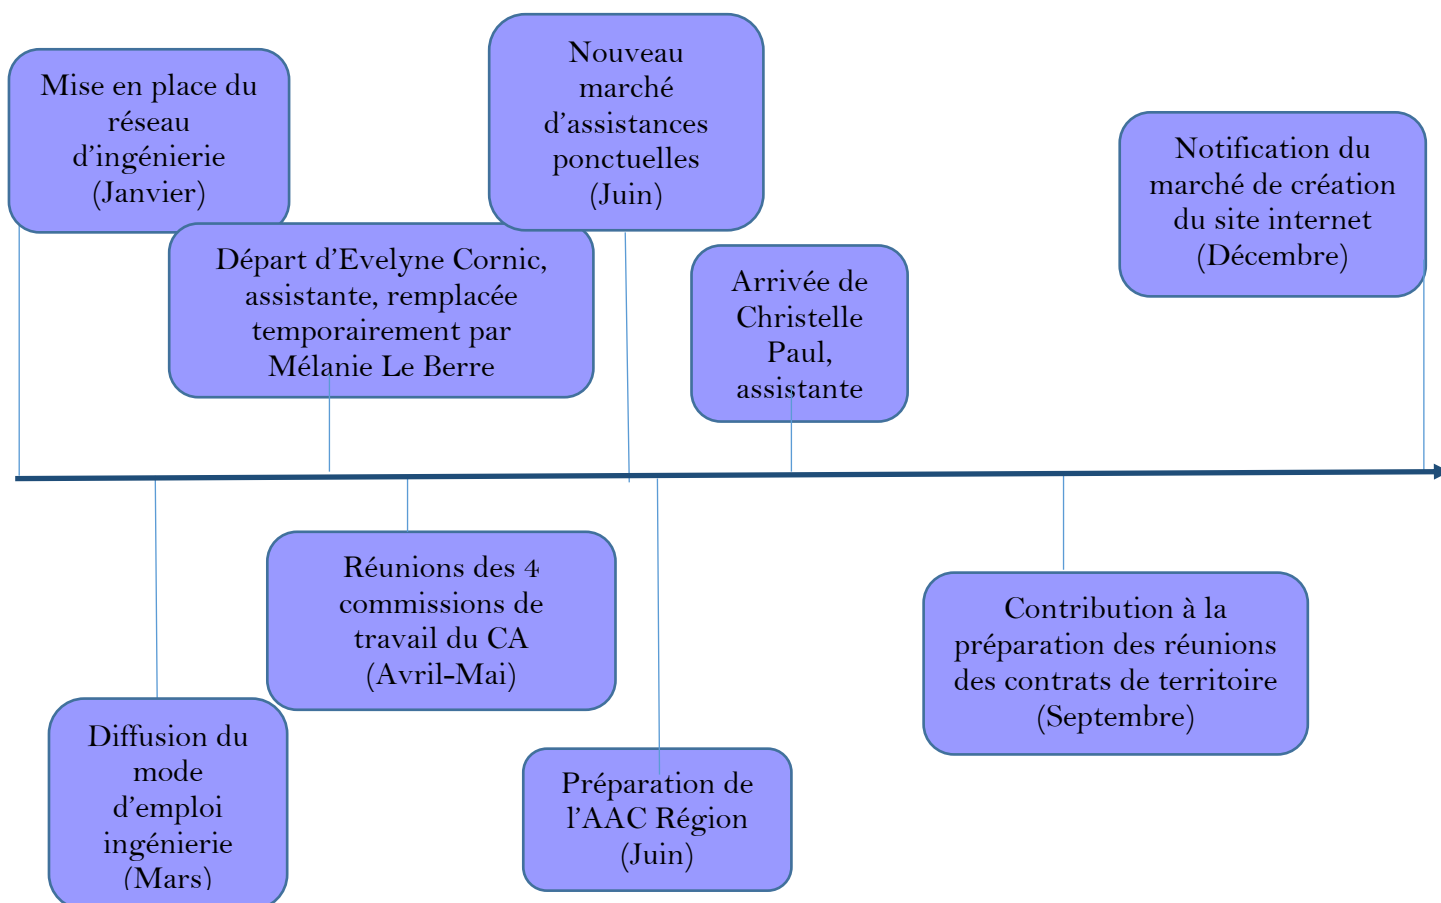 Mise en place du
réseau
d'ingénierie
(Janvier)
Départ d'Evelyne Cornic,
assistante, remplacée
temporairement par
Mélanie Le Berre
Nouveau
marché
d'assistances
ponctuelles
(Juin)
Arrivée de
Christelle
Paul,
assistante
Notification du
marché de création
du site internet
(Décembre)
Diffusion du
mode
d'emploi
ingénierie
(Mars)
Réunions des 4
commissions de
travail du CA
(Avril-Mai)
Préparation de
l'AAC Région
(Juin)
Contribution à la
préparation des réunions
des contrats de territoire
(Septembre)